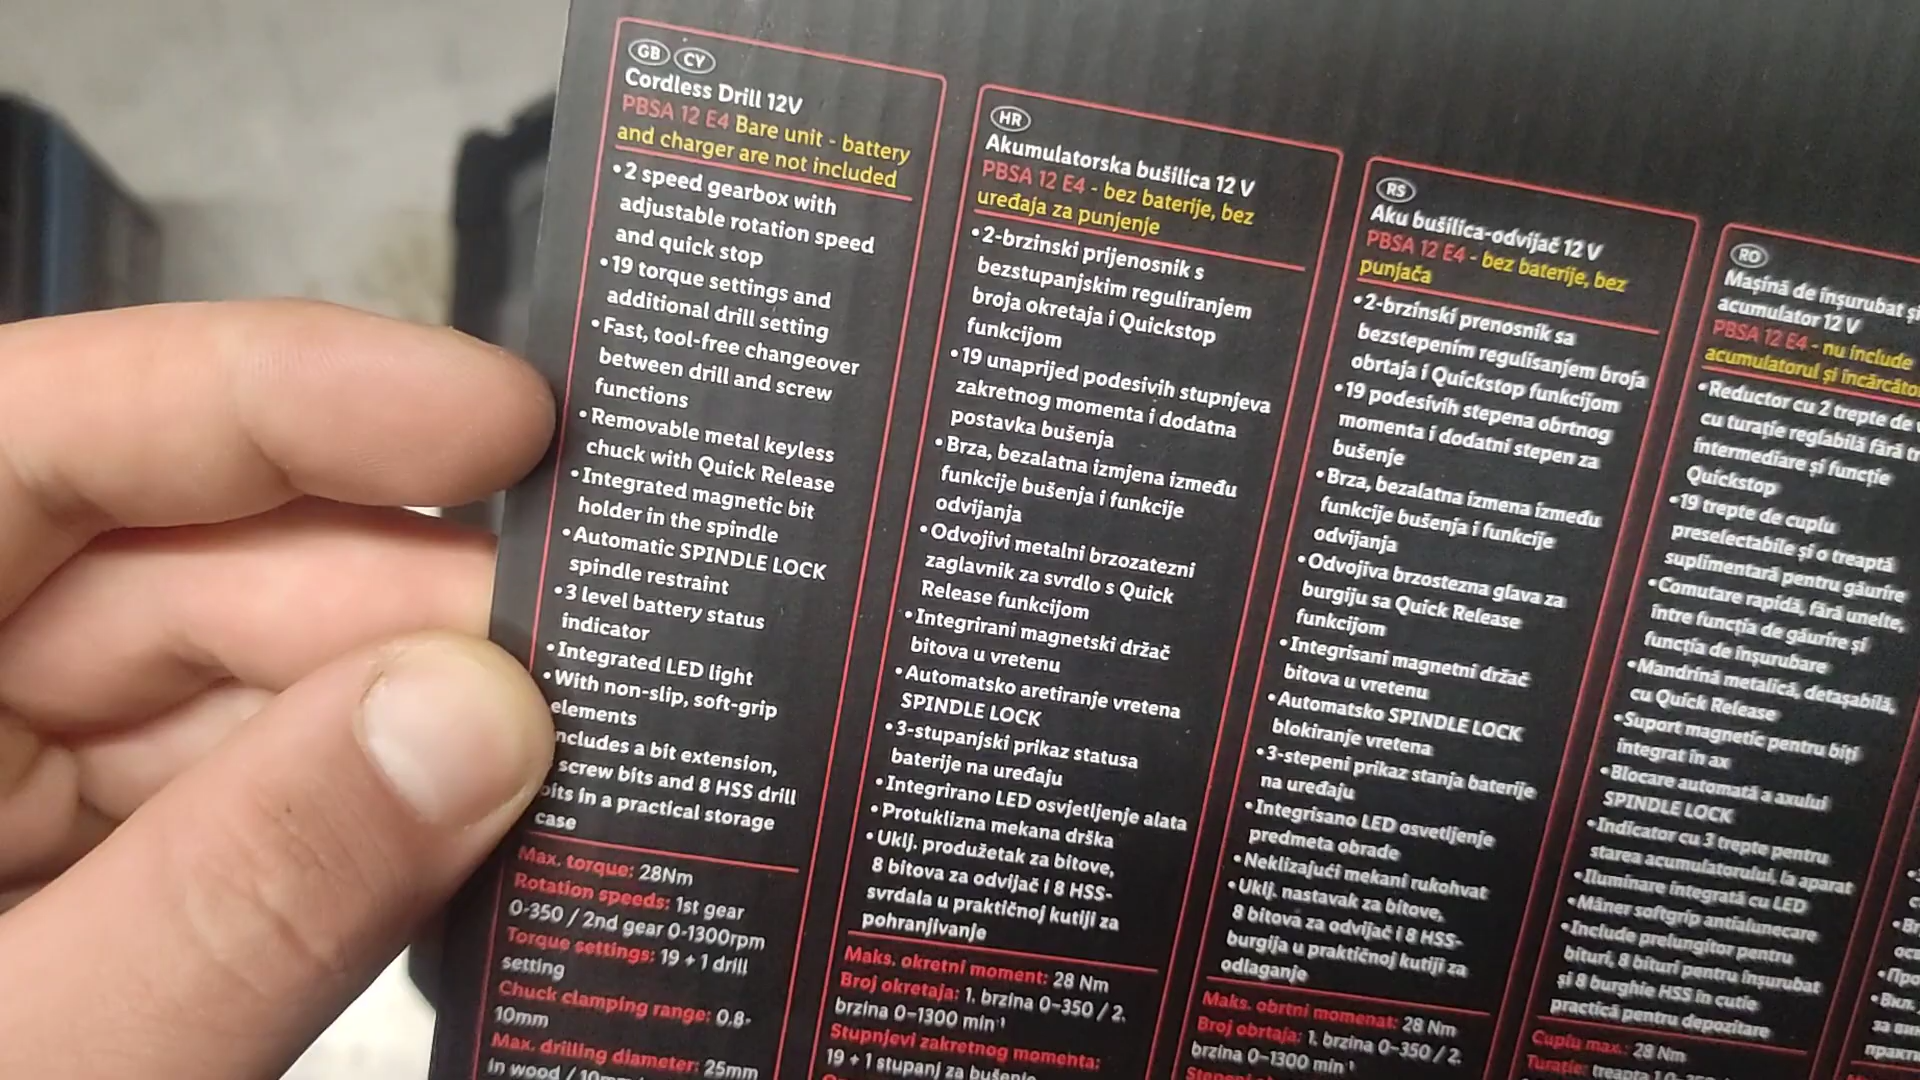 GB CY
Cordless Drill 12V
PBSA 12 E4 Bare unit - battery
and charger are not included
• 2 speed gearbox with
adjustable rotation speed
and quick stop
• 19 torque settings and
additional drill setting
• Fast, tool-free changeover
between drill and screw
functions
• Removable metal keyless
chuck with Quick Release
• Integrated magnetic bit
holder in the spindle
• Automatic SPINDLE LOCK
spindle restraint
• 3 level battery status
indicator
• Integrated LED light
• With non-slip, soft-grip
elements
ncludes a bit extension,
screw bits and 8 HSS drill
bits in a practical storage
case
Max. torque: 28Nm
Rotation speeds: 1st gear
0-350 / 2nd gear 0-1300rpm
Torque settings: 19 + 1 drill
setting
Chuck clamping range: 0.8-
10mm
Max. drilling diameter: 25mm
in wood / 10mm
HR
Akumulatorska bušilica 12 V
PBSA 12 E4 - bez baterije, bez
uređaja za punjenje
• 2-brzinski prijenosnik s
bezstupanjskim reguliranjem
broja okretaja i Quickstop
funkcijom
• 19 unaprijed podesivih stupnjeva
zakretnog momenta i dodatna
postavka bušenja
• Brza, bezalatna izmjena između
funkcije bušenja i funkcije
odvijanja
• Odvojivi metalni brzozatezni
zaglavnik za svrdlo s Quick
Release funkcijom
• Integrirani magnetski držač
bitova u vretenu
• Automatsko aretiranje vretena
SPINDLE LOCK
• 3-stupanjski prikaz statusa
baterije na uređaju
• Integrirano LED osvjetljenje alata
• Protuklizna mekana drška
• Uklj. produžetak za bitove,
8 bitova za odvijač i 8 HSS-
svrdala u praktičnoj kutiji za
pohranjivanje
Maks. okretni moment: 28 Nm
Broj okretaja: 1. brzina 0–350 / 2.
brzina 0–1300 min⁻¹
Stupnjevi zakretnog momenta:
19 + 1 stupanj za bušenje
RS
Aku bušilica-odvijač 12 V
PBSA 12 E4 - bez baterije, bez
punjača
• 2-brzinski prenosnik sa
bezstepenim regulisanjem broja
obrtaja i Quickstop funkcijom
• 19 podesivih stepena obrtnog
momenta i dodatni stepen za
bušenje
• Brza, bezalatna izmena između
funkcije bušenja i funkcije
odvijanja
• Odvojiva brzostezna glava za
burgiju sa Quick Release
funkcijom
• Integrisani magnetni držač
bitova u vretenu
• Automatsko SPINDLE LOCK
blokiranje vretena
• 3-stepeni prikaz stanja baterije
na uređaju
• Integrisano LED osvetljenje
predmeta obrade
• Neklizajući mekani rukohvat
• Uklj. nastavak za bitove,
8 bitova za odvijač i 8 HSS-
burgija u praktičnoj kutiji za
odlaganje
Maks. obrtni momenat: 28 Nm
Broj obrtaja: 1. brzina 0–350 / 2.
brzina 0–1300 min⁻¹
RO
Mașină de înșurubat și
acumulator 12 V
PBSA 12 E4 - nu include
acumulatorul și încărcăto
• Reductor cu 2 trepte de
cu turație reglabilă fără tr
intermediare și funcție
Quickstop
• 19 trepte de cuplu
preselectabile și o treaptă
suplimentară pentru găurire
• Comutare rapidă, fără unelte,
între funcția de găurire și
funcția de înșurubare
• Mandrină metalică, detașabilă,
cu Quick Release
• Suport magnetic pentru biți
integrat în ax
• Blocare automată a axului
SPINDLE LOCK
• Indicator cu 3 trepte pentru
starea acumulatorului, la aparat
• Iluminare integrată cu LED
• Mâner softgrip antialunecare
• Include prelungitor pentru
bituri, 8 bituri pentru înșurubat
și 8 burghie HSS în cutie
practică pentru depozitare
Cuplu max.: 28 Nm
Turație: treapta 1 0–350